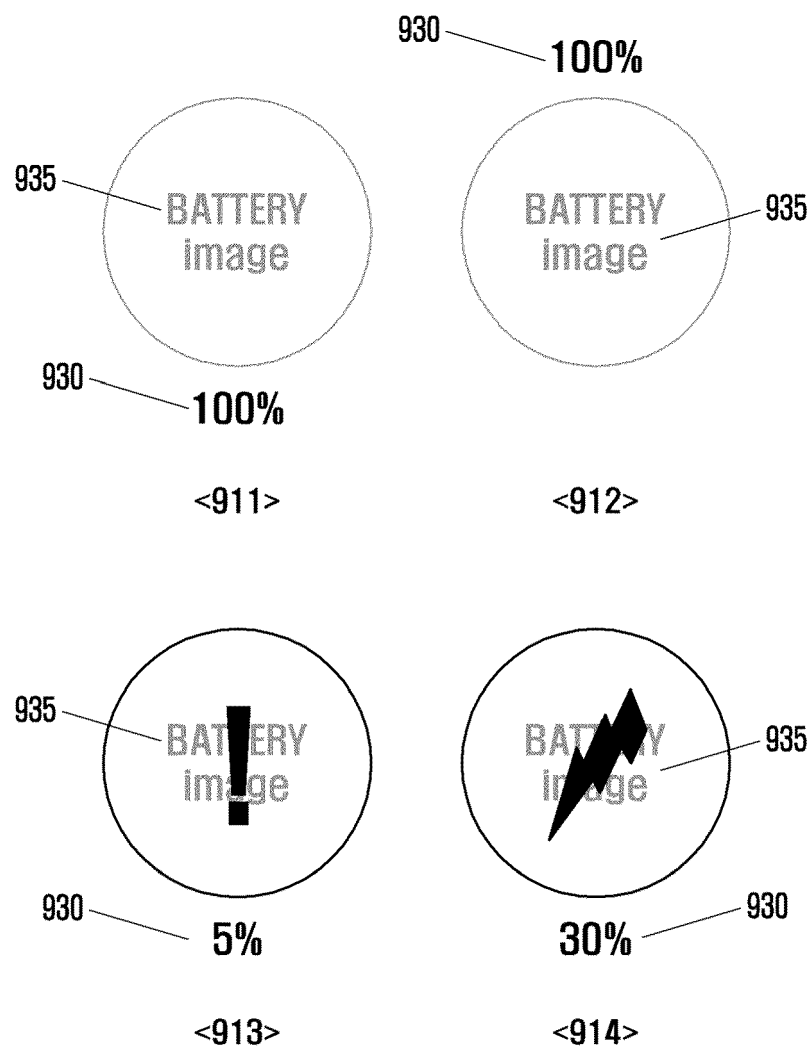 930
100%
935
BATTERY
image
BATTERY
image
935
930
100%
<911>
<912>
935
BATTERY
image
BATTERY
image
935
930
5%
30%
930
<913>
<914>